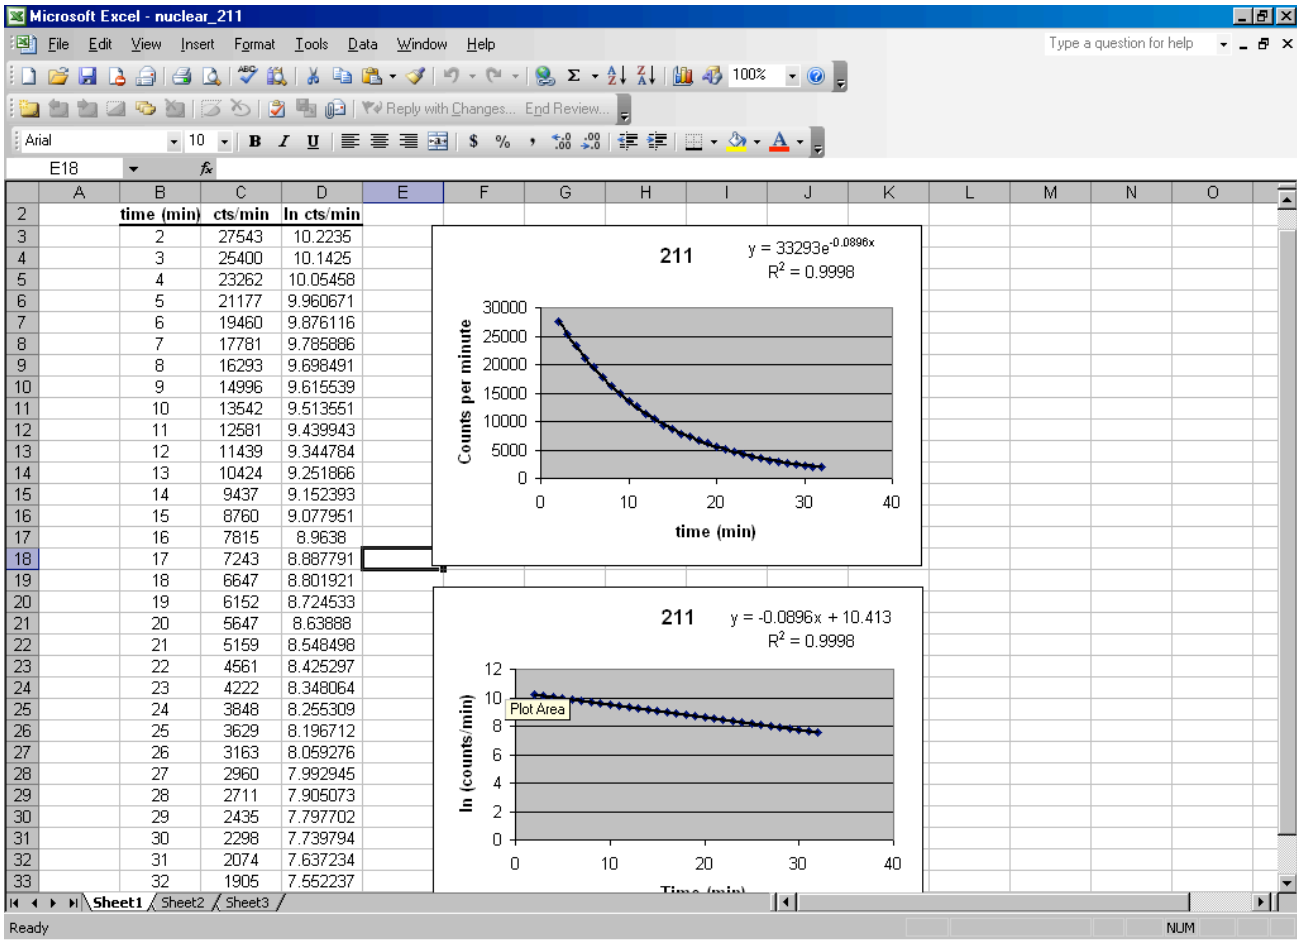 Microsoft Excel - nuclear_211
File Edit View Insert Format Tools Data Window Help
Type a question for help
100%
Reply with Changes... End Review...
Arial 10 B I U $ % ,
E18 fx
A B C D E F G H I J K L M N O
2 time (min) cts/min ln cts/min
3 2 27543 10.2235
4 3 25400 10.1425
5 4 23262 10.05458
6 5 21177 9.960671
7 6 19460 9.876116
8 7 17781 9.785886
9 8 16293 9.698491
10 9 14996 9.615539
11 10 13542 9.513551
12 11 12581 9.439943
13 12 11439 9.344784
14 13 10424 9.251866
15 14 9437 9.152393
16 15 8760 9.077951
17 16 7815 8.9638
18 17 7243 8.887791
19 18 6647 8.801921
20 19 6152 8.724533
21 20 5647 8.63888
22 21 5159 8.548498
23 22 4561 8.425297
24 23 4222 8.348064
25 24 3848 8.255309
26 25 3629 8.196712
27 26 3163 8.059276
28 27 2960 7.992945
29 28 2711 7.905073
30 29 2435 7.797702
31 30 2298 7.739794
32 31 2074 7.637234
33 32 1905 7.552237
211
y = 33293e^-0.0896x
R² = 0.9998
30000
25000
20000
15000
10000
5000
0
Counts per minute
0 10 20 30 40
time (min)
211
y = -0.0896x + 10.413
R² = 0.9998
12
10
8
6
4
2
0
Plot Area
ln (counts/min)
0 10 20 30 40
Time (min)
Sheet1 Sheet2 Sheet3
Ready
NUM